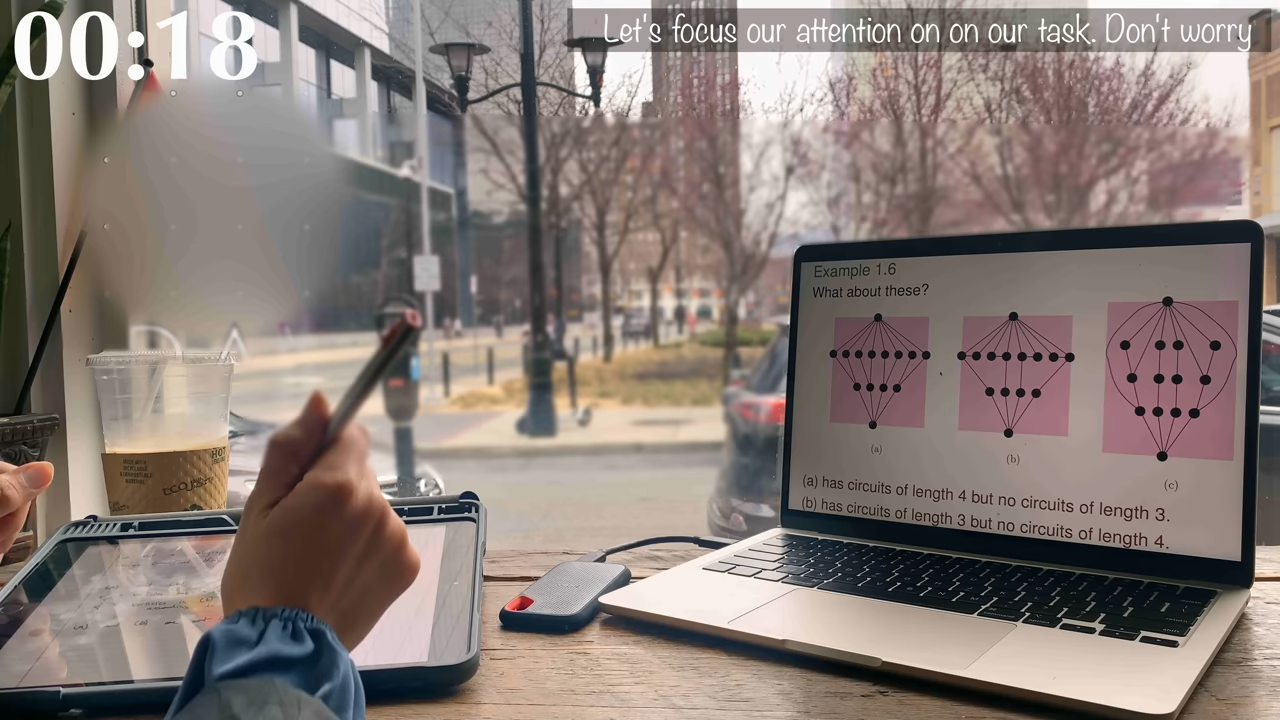 00:18
Let's focus our attention on on our task. Don't worry
Example 1.6
What about these?
(a)
(b)
(c)
(a) has circuits of length 4 but no circuits of length 3.
(b) has circuits of length 3 but no circuits of length 4.
HOT
ECO